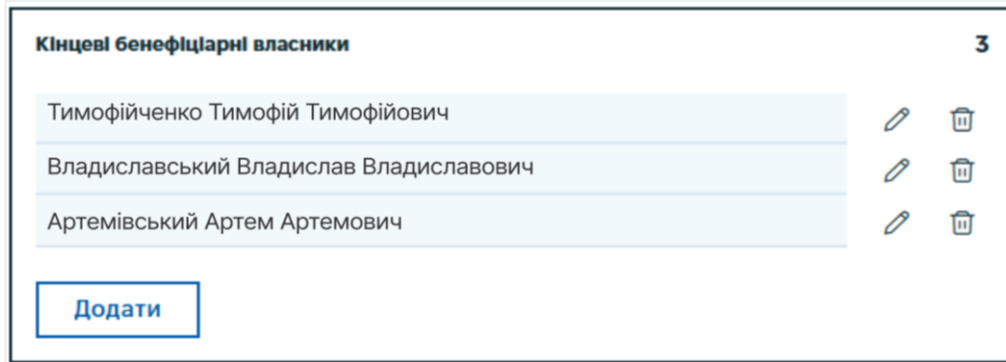 Кінцеві бенефіціарні власники 3
Тимофійченко Тимофій Тимофійович
Владиславський Владислав Владиславович
Артемівський Артем Артемович
Додати